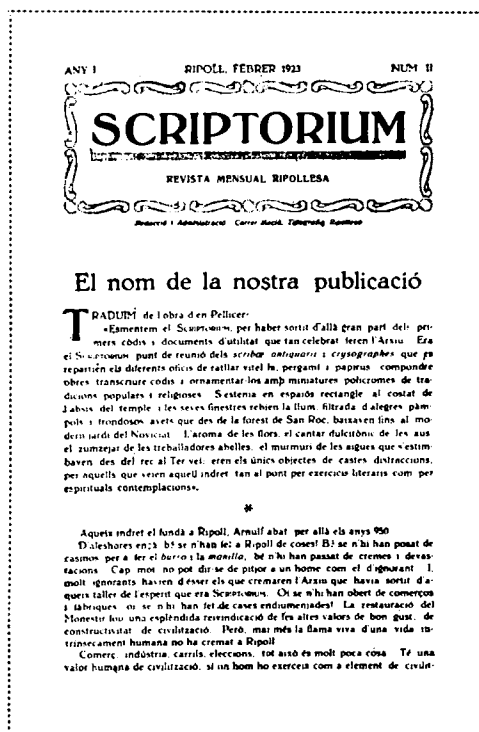 ANY I RIPOLL, FEBRER 1923 NUM II
SCRIPTORIUM
REVISTA MENSUAL RIPOLLESA
Redacció i Administració Carrer Tipografia Ripollesa
El nom de la nostra publicació
TRADUIM de l obra d en Pellicer-
«Esmentem el SCRIPTORIUM, per haber sortit d'allà gran part dels pri-
mers còdis i documents d'utilitat que tan celebrat feren l'Arxiu Era
el SCRIPTORIUM punt de reunió dels scribæ antiquarii i crysographes que es
repartien els diferents oficis de ratllar vitel la, pergamí i papirus compondre
obres transcriure codis i ornamentar-los amb miniatures policromes de tra-
dicions populars i religioses S'estenia en espaiós rectangle al costat de
l'absis del temple i les seves finestres rebien la llum, filtrada d'alegres pàm-
pols i frondosos avets que des de la forest de San Roc, baixaven fins al mo-
dern jardí del Noviciat L'aroma de les flors, el cantar dulcitònic de les aus
el zumzejar de les treballadores abelles, el murmuri de les aigues que s'estim-
baven des del rec al Ter veí, eren els únics objectes de castes distraccions,
per aquells que veien aquell indret tan al pont per exercicis literaris com per
espirituals contemplacions».
*
Aqueix indret el fundà a Ripoll, Arnulf abat per allà els anys 950
D'aleshores ençà bé se n'han fet a Ripoll de coses! Bé se n'hi han posat de
casinos per a fer el burro i la manilla, bé n'hi han passat de cremes i devas-
tacions Cap mot no pot dir-se de pitjor a un home com el d'ignorant I,
molt ignorants havien d'ésser els que cremaren l'Arxiu que havia sortit d'a-
queix taller de l'esperit que era SCRIPTORIUM. Oi se n'hi han obert de comerços
i fàbriques oi se n hi han fet de cases endiumenjades! La restauració del
Monestir fou una esplèndida reivindicació de les altes valors de bon gust, de
constructivitat de civilització. Però, mai més la flama viva d'una vida in-
trínsecament humana no ha cremat a Ripoll
Comerç, indústria, carrils, eleccions, tot això és molt poca cosa Té una
valor humana de civilització, si un hom ho exerceix com a element de civilit-